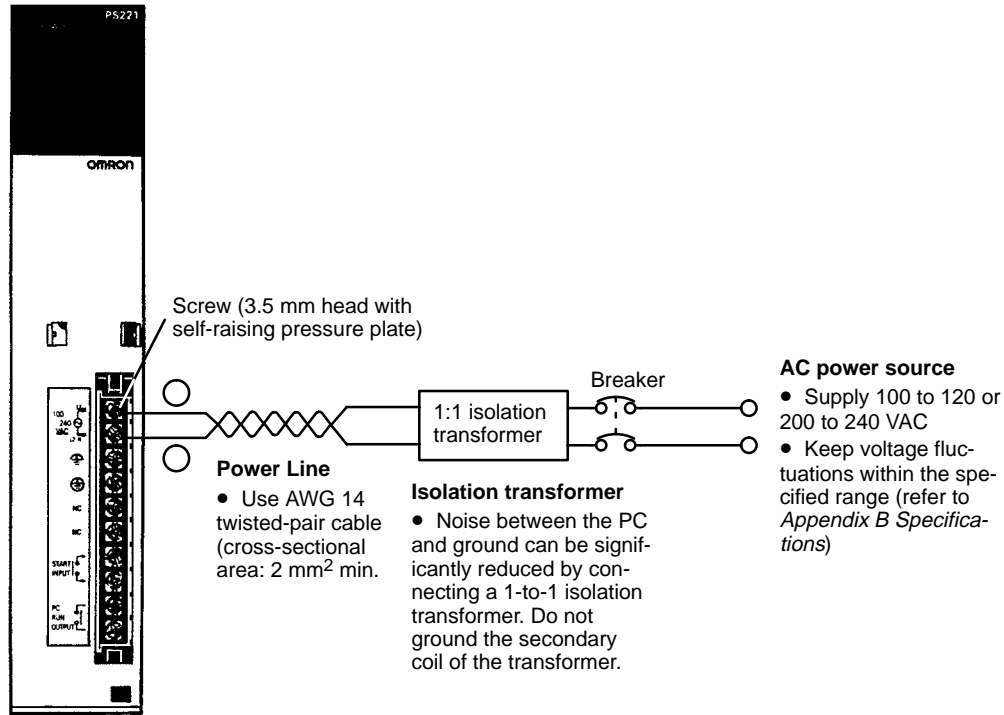 PS221
OMRON
Screw (3.5 mm head with
self-raising pressure plate)
100
240
VAC
NC
NC
START
INPUT
PC
RUN
OUTPUT
Power Line
• Use AWG 14
twisted-pair cable
(cross-sectional
area: 2 mm2 min.
1:1 isolation
transformer
Isolation transformer
• Noise between the PC
and ground can be signif-
icantly reduced by con-
necting a 1-to-1 isolation
transformer. Do not
ground the secondary
coil of the transformer.
Breaker
AC power source
• Supply 100 to 120 or
200 to 240 VAC
• Keep voltage fluc-
tuations within the spe-
cified range (refer to
Appendix B Specifica-
tions)